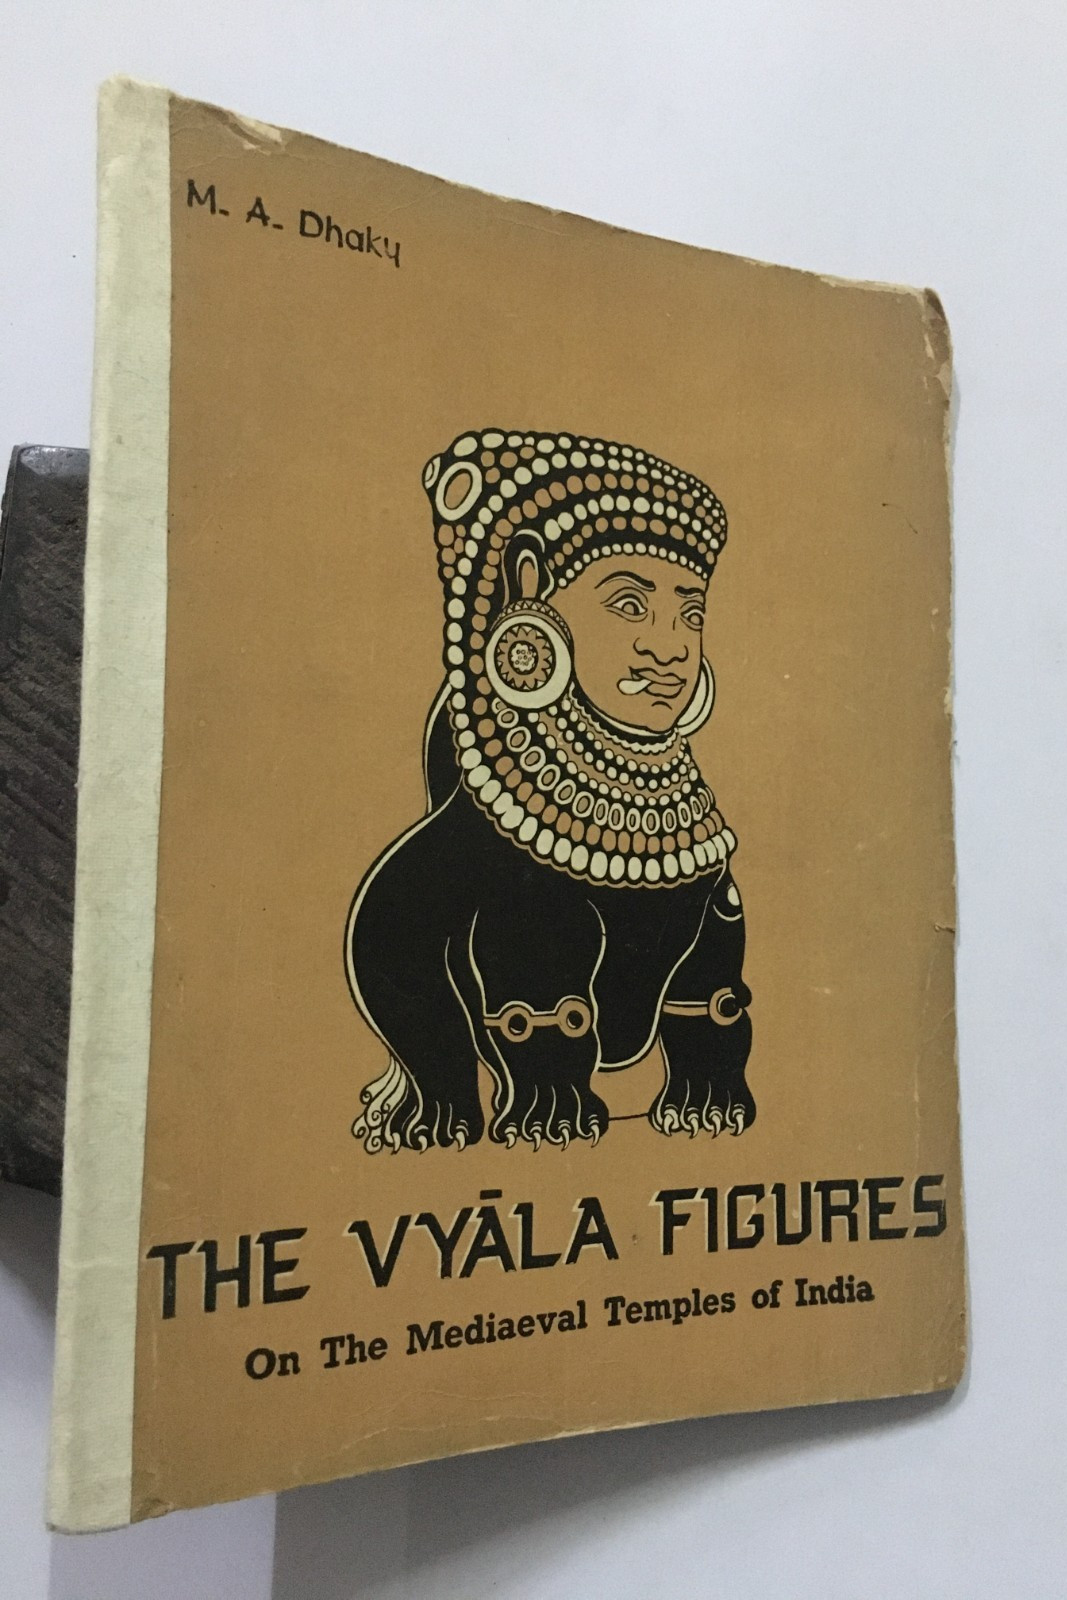 M. A. Dhaky
THE VYĀLA FIGURES
On The Mediaeval Temples of India